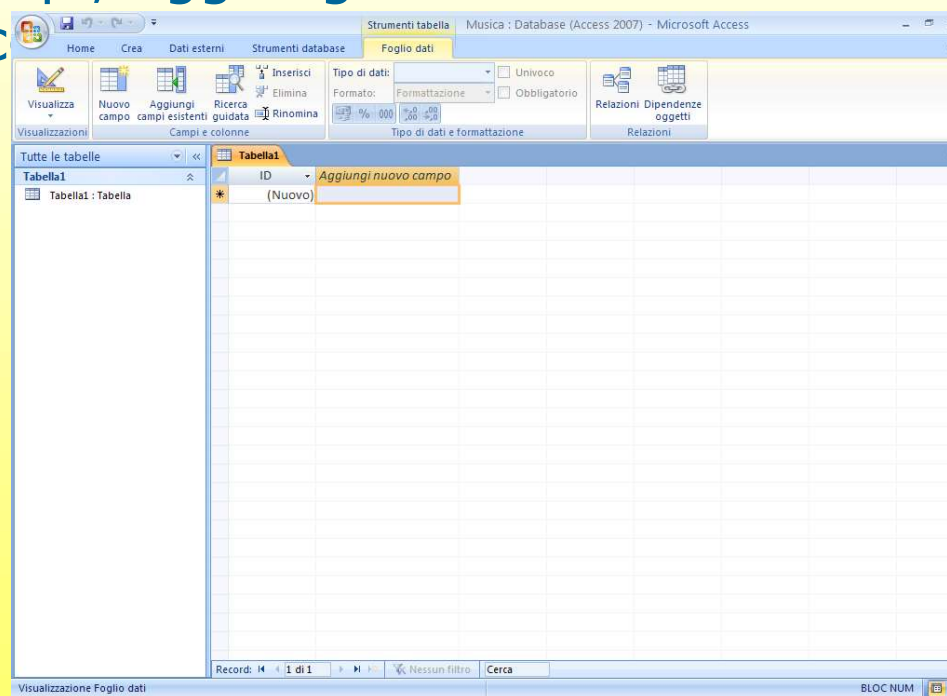 Strumenti tabella Musica : Database (Access 2007) - Microsoft Access
Home Crea Dati esterni Strumenti database Foglio dati
Visualizza
Nuovo campo
Aggiungi campi esistenti
Ricerca guidata
Inserisci
Elimina
Rinomina
Tipo di dati:
Formato: Formattazione
% 000
Univoco
Obbligatorio
Relazioni
Dipendenze oggetti
Visualizzazioni Campi e colonne Tipo di dati e formattazione Relazioni
Tutte le tabelle
Tabella1
Tabella1 : Tabella
Tabella1
ID Aggiungi nuovo campo
(Nuovo)
Record: 1 di 1 Nessun filtro Cerca
Visualizzazione Foglio dati BLOC NUM